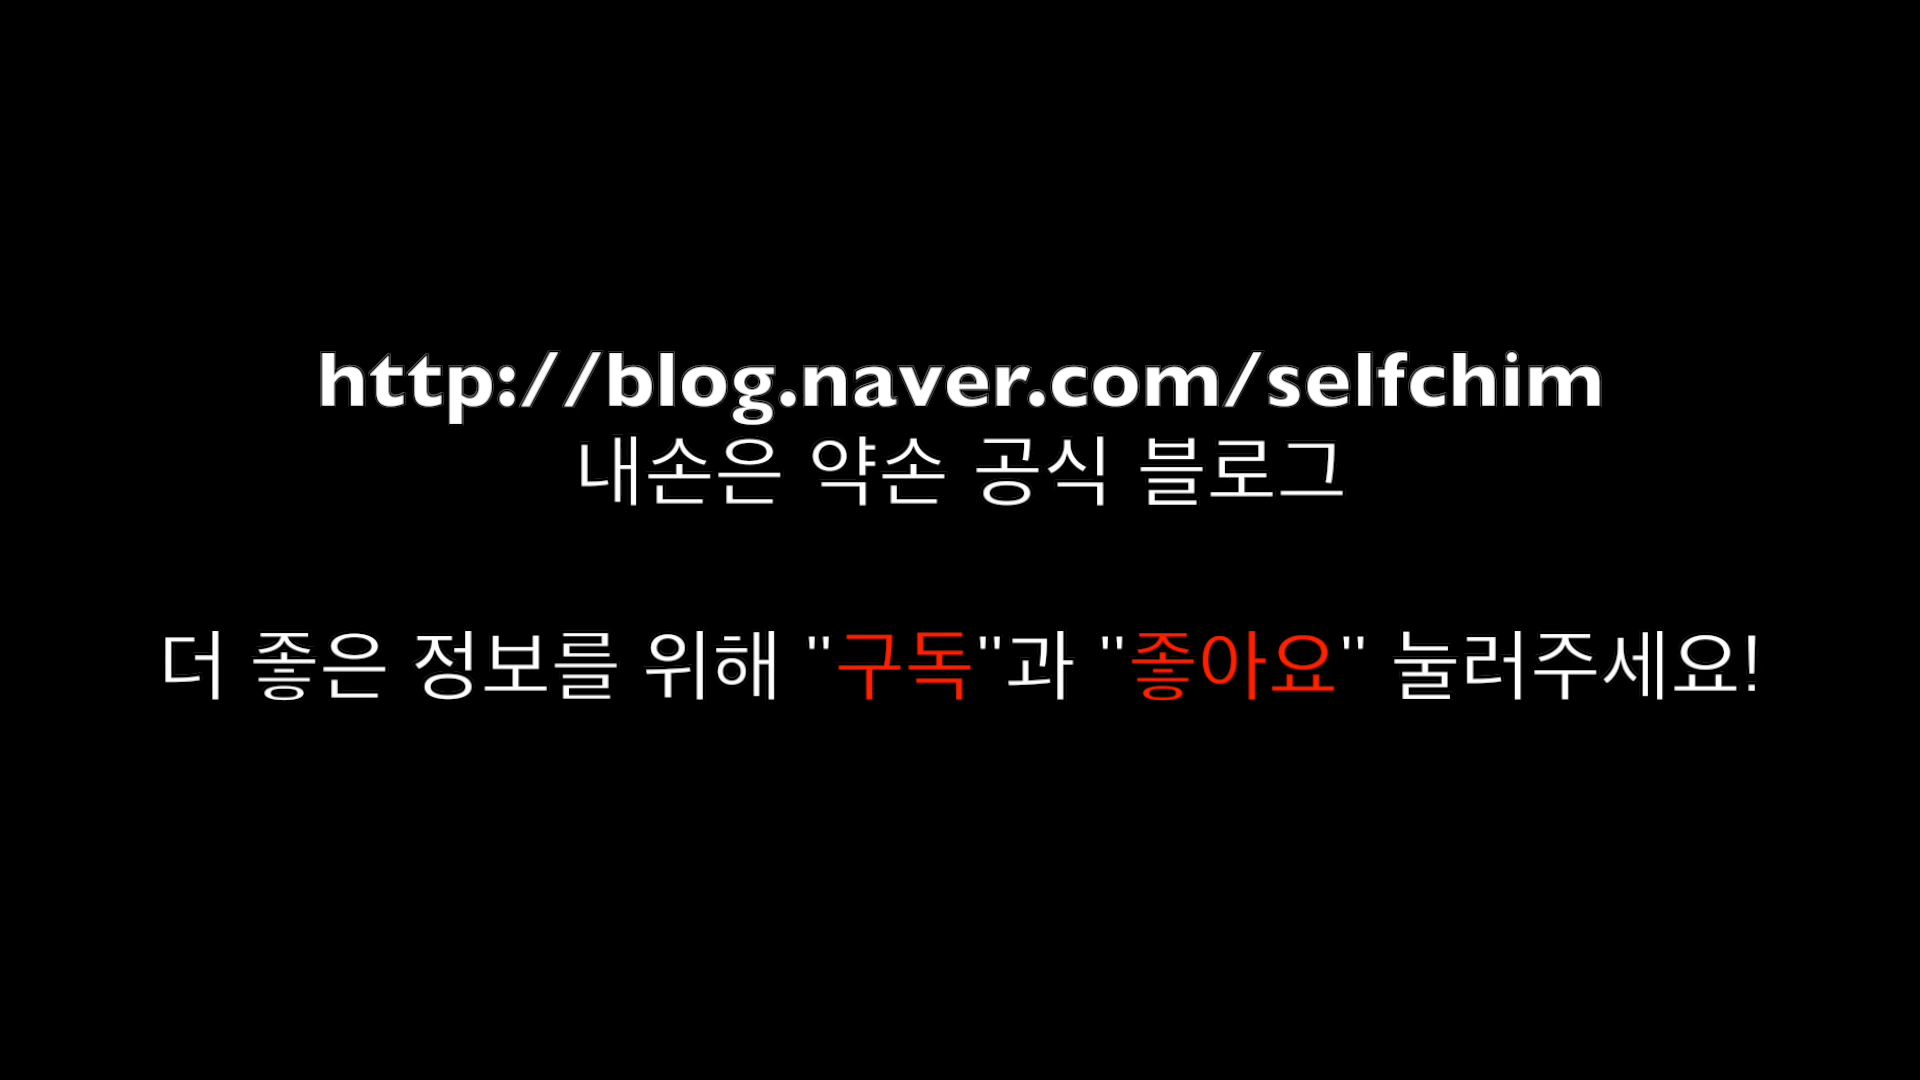 http://blog.naver.com/selfchim
내손은 약손 공식 블로그
더 좋은 정보를 위해 "구독"과 "좋아요" 눌러주세요!